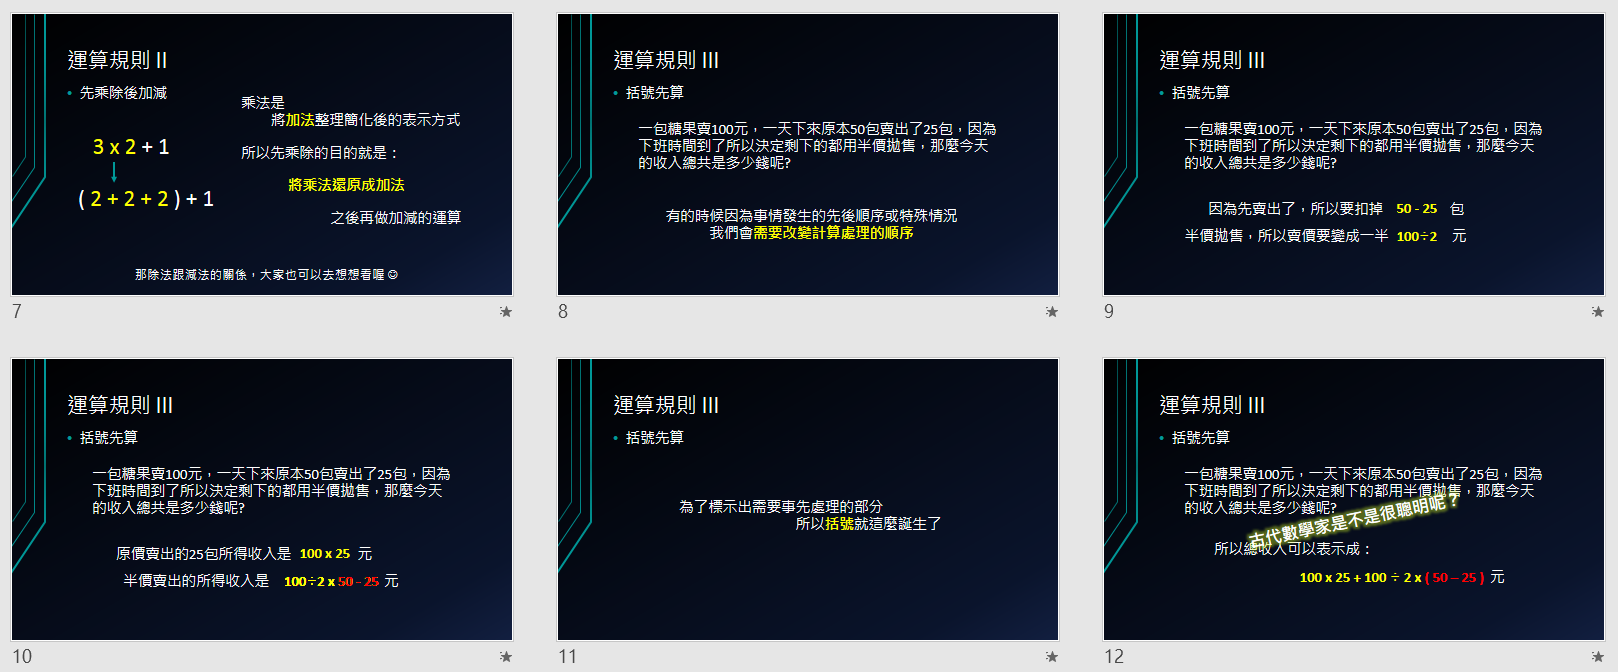 運算規則 II
• 先乘除後加減
乘法是
將加法整理簡化後的表示方式
3 x 2 + 1
所以先乘除的目的就是：
將乘法還原成加法
( 2 + 2 + 2 ) + 1
之後再做加減的運算
那除法跟減法的關係，大家也可以去想想看喔☺
7
運算規則 III
• 括號先算
一包糖果賣100元，一天下來原本50包賣出了25包，因為
下班時間到了所以決定剩下的都用半價拋售，那麼今天
的收入總共是多少錢呢?
有的時候因為事情發生的先後順序或特殊情況
我們會需要改變計算處理的順序
8
運算規則 III
• 括號先算
一包糖果賣100元，一天下來原本50包賣出了25包，因為
下班時間到了所以決定剩下的都用半價拋售，那麼今天
的收入總共是多少錢呢?
因為先賣出了，所以要扣掉 50 - 25 包
半價拋售，所以賣價要變成一半 100÷2 元
9
運算規則 III
• 括號先算
一包糖果賣100元，一天下來原本50包賣出了25包，因為
下班時間到了所以決定剩下的都用半價拋售，那麼今天
的收入總共是多少錢呢?
原價賣出的25包所得收入是 100 x 25 元
半價賣出的所得收入是 100÷2 x 50 - 25 元
10
運算規則 III
• 括號先算
為了標示出需要事先處理的部分
所以括號就這麼誕生了
11
運算規則 III
• 括號先算
一包糖果賣100元，一天下來原本50包賣出了25包，因為
下班時間到了所以決定剩下的都用半價拋售，那麼今天
的收入總共是多少錢呢?
古代數學家是不是很聰明呢？
所以總收入可以表示成：
100 x 25 + 100 ÷ 2 x ( 50 – 25 ) 元
12